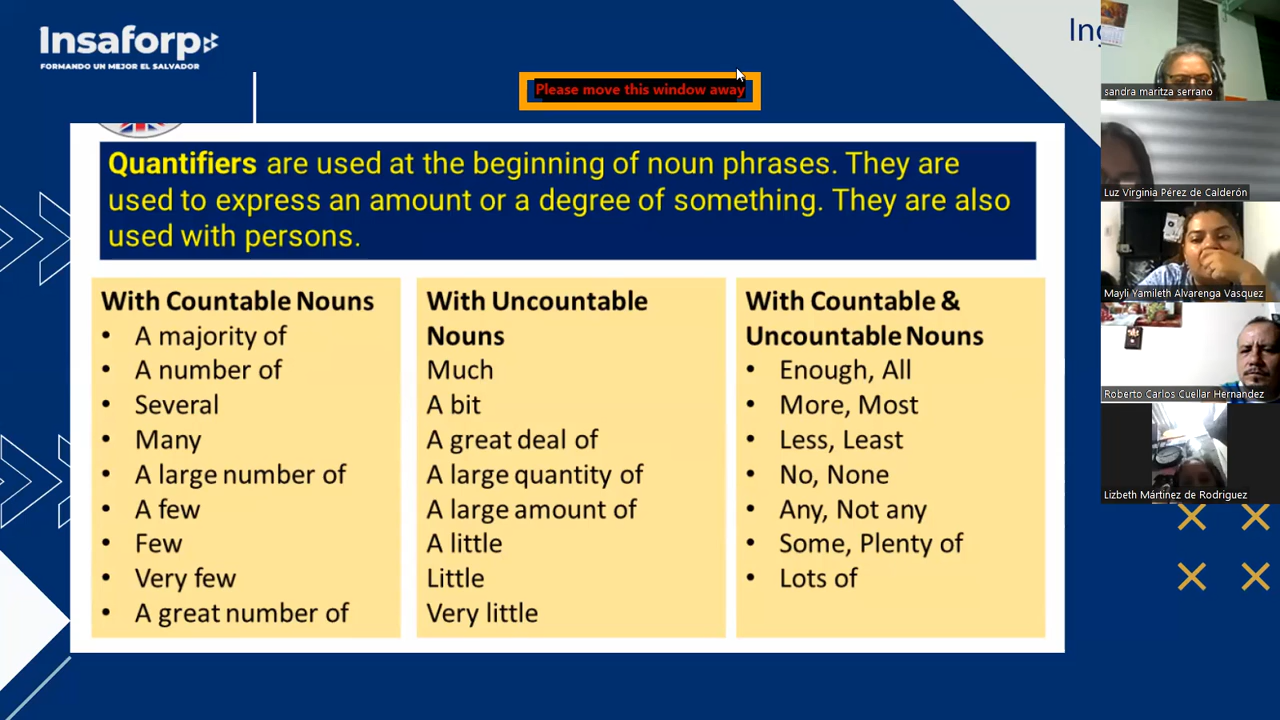 Insaforp
FORMANDO UN MEJOR EL SALVADOR
Please move this window away
Quantifiers are used at the beginning of noun phrases. They are
used to express an amount or a degree of something. They are also
used with persons.
With Countable Nouns
• A majority of
• A number of
• Several
• Many
• A large number of
• A few
• Few
• Very few
• A great number of
With Uncountable
Nouns
Much
A bit
A great deal of
A large quantity of
A large amount of
A little
Little
Very little
With Countable &
Uncountable Nouns
• Enough, All
• More, Most
• Less, Least
• No, None
• Any, Not any
• Some, Plenty of
• Lots of
sandra maritza serrano
Luz Virginia Pérez de Calderón
Mayli Yamileth Alvarenga Vasquez
Roberto Carlos Cuellar Hernandez
Lizbeth Mártinez de Rodriguez